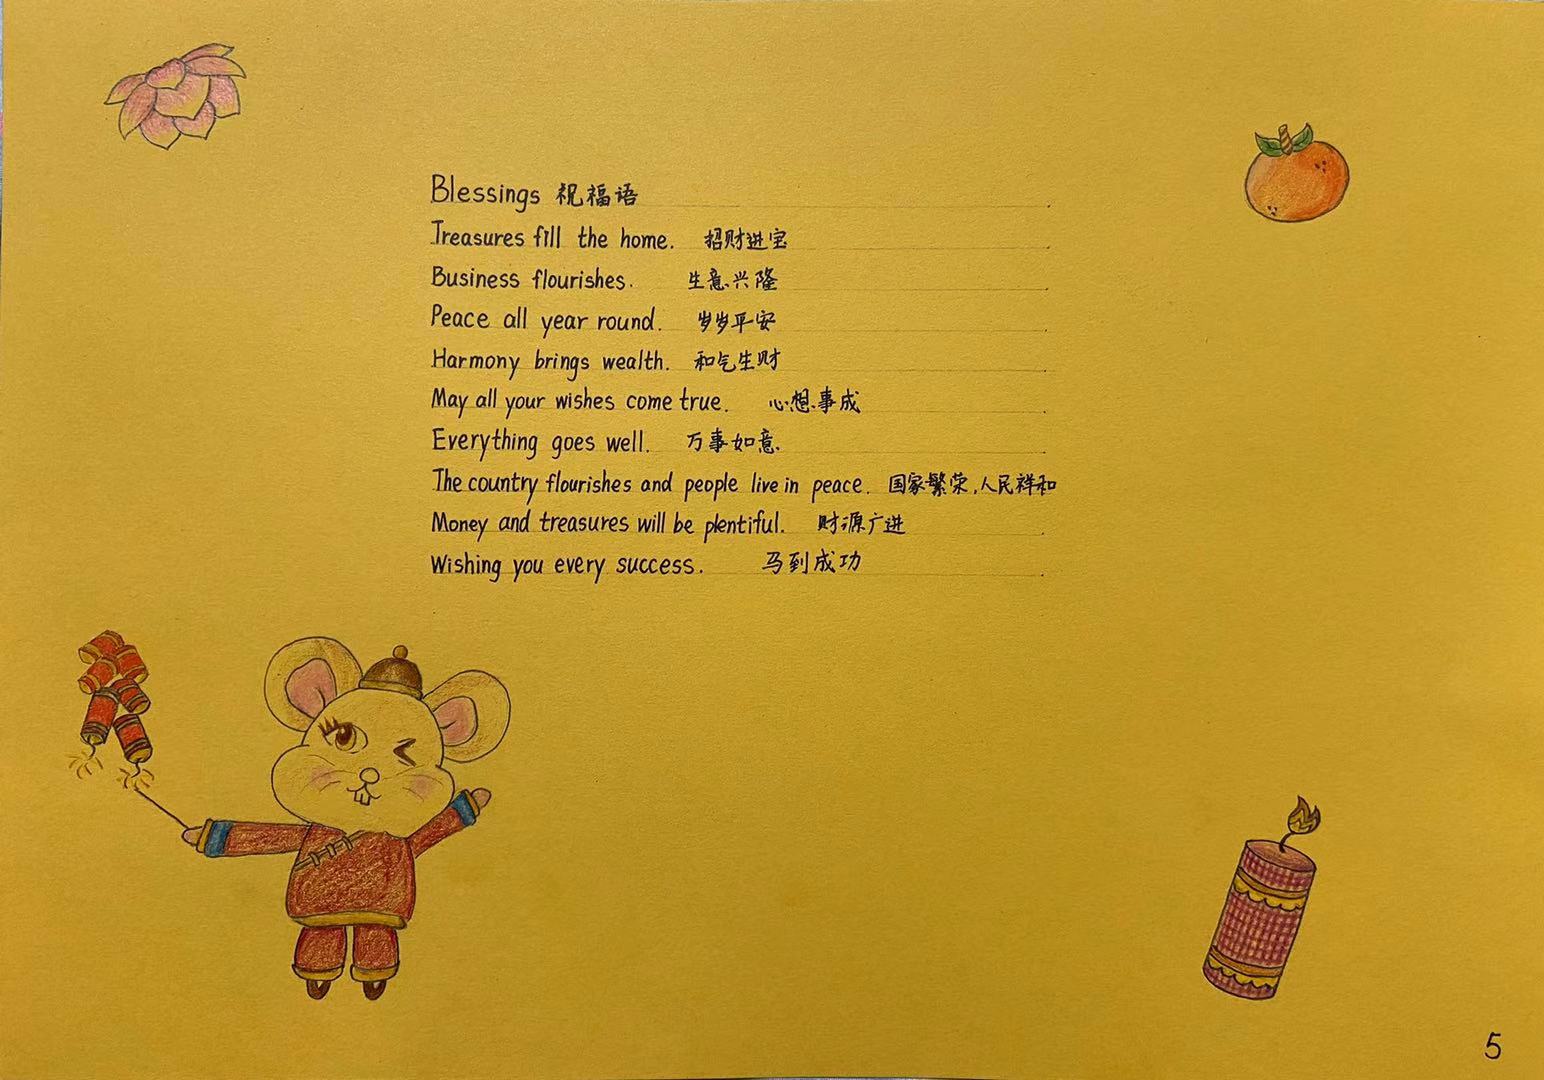 Blessings 祝福语
Treasures fill the home. 招财进宝
Business flourishes. 生意兴隆
Peace all year round. 岁岁平安
Harmony brings wealth. 和气生财
May all your wishes come true. 心想事成
Everything goes well. 万事如意
The country flourishes and people live in peace. 国家繁荣,人民祥和
Money and treasures will be plentiful. 财源广进
Wishing you every success. 马到成功
5